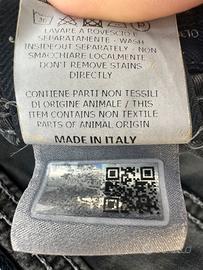 LAVARE A ROVESCIO E
SEPARATAMENTE - WASH
INSIDEOUT SEPARATELY - NON
SMACCHIARE LOCALMENTE
DON'T REMOVE STAINS
DIRECTLY
CONTIENE PARTI NON TESSILI
DI ORIGINE ANIMALE / THIS
ITEM CONTAINS NON TEXTILE
PARTS OF ANIMAL ORIGIN
MADE IN ITALY